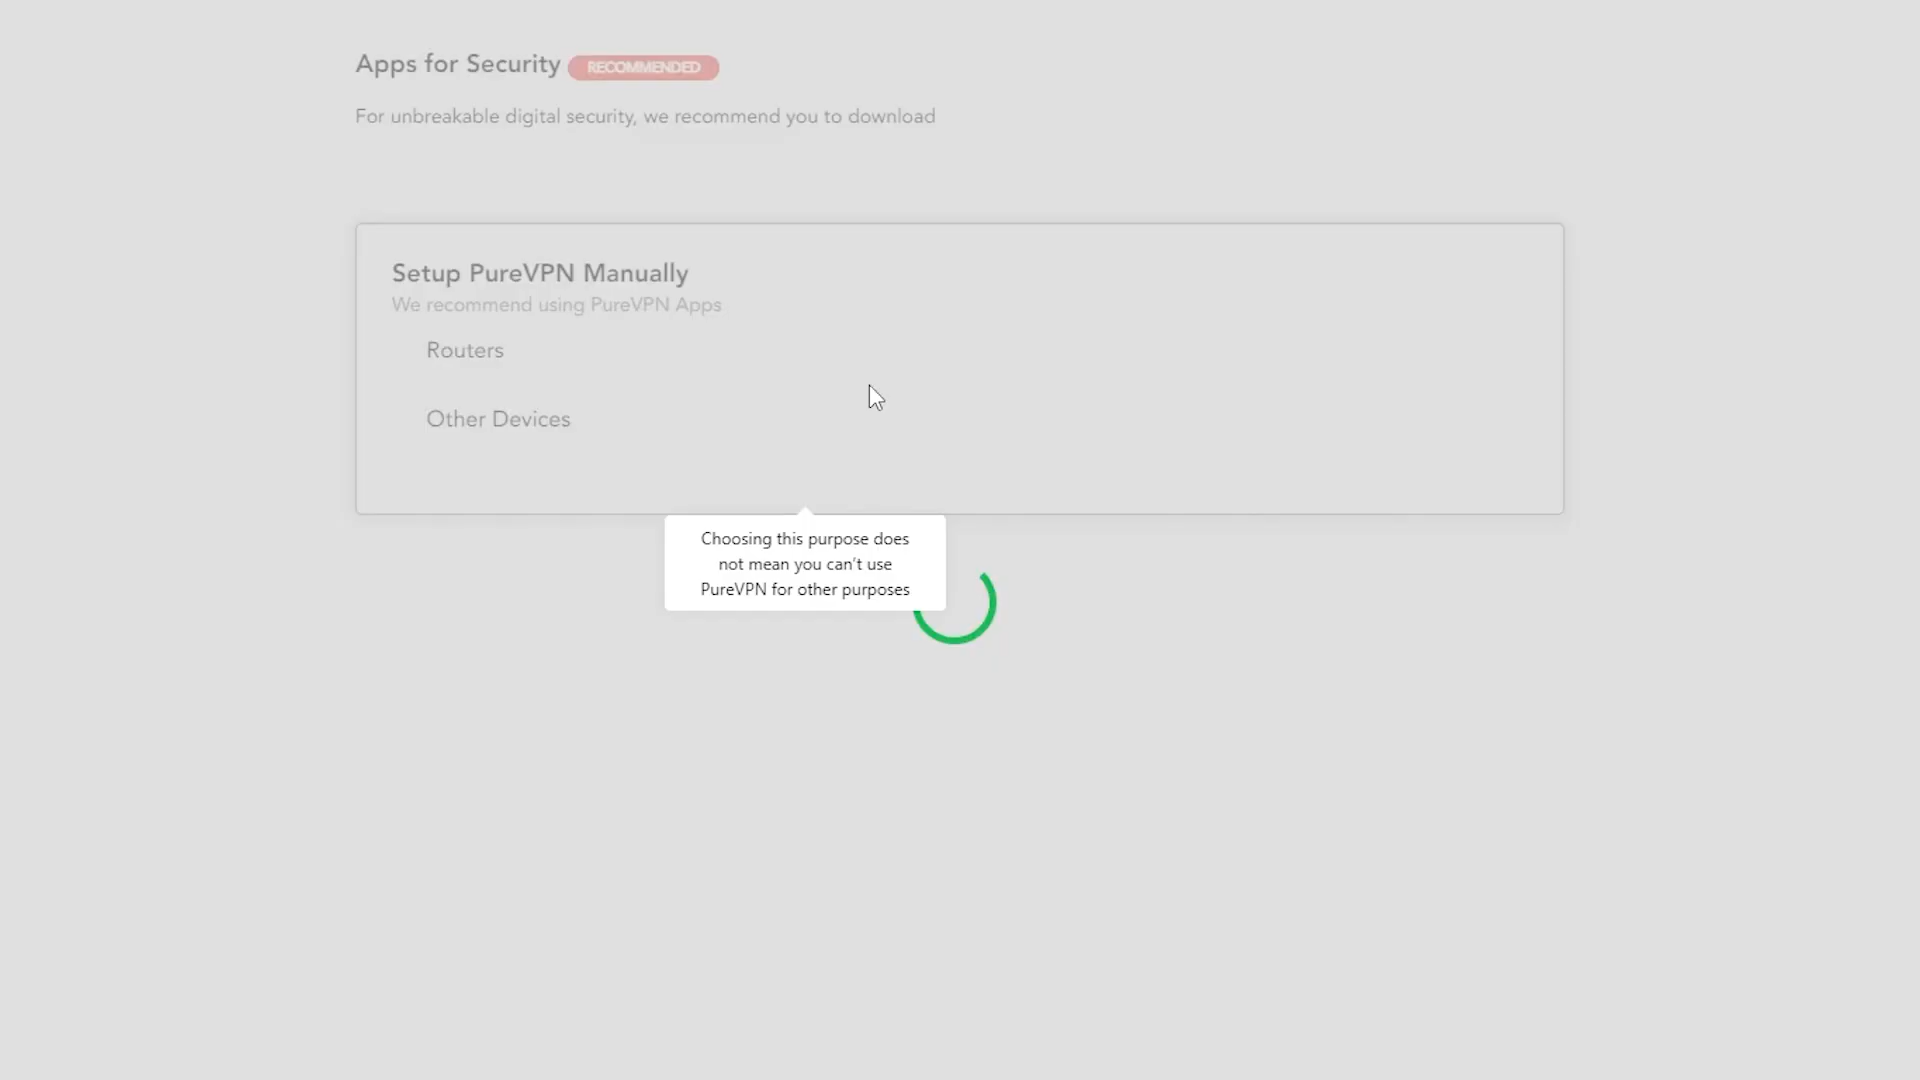 Apps for Security RECOMMENDED
For unbreakable digital security, we recommend you to download
Setup PureVPN Manually
We recommend using PureVPN Apps
Routers
Other Devices
Choosing this purpose does
not mean you can't use
PureVPN for other purposes